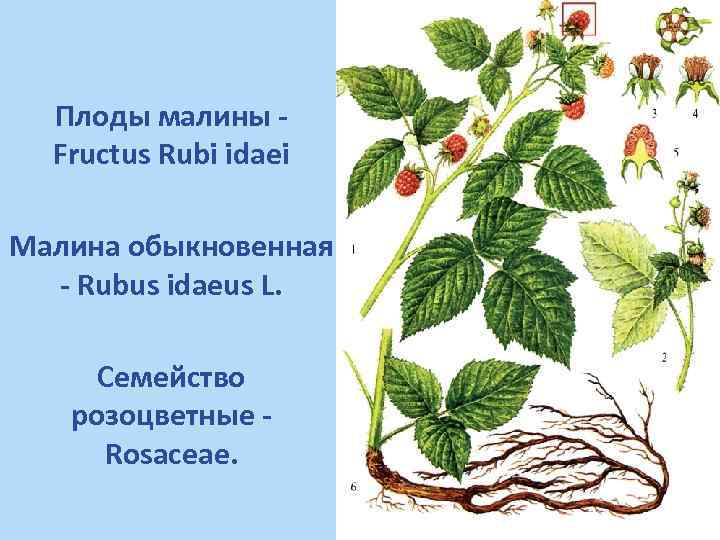 Плоды малины -
Fructus Rubi idaei
Малина обыкновенная
- Rubus idaeus L.
Семейство
розоцветные -
Rosaceae.
3
4
5
1
2
6